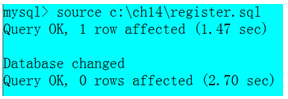 mysql> source c:\ch14\register.sql
Query OK, 1 row affected (1.47 sec)
Database changed
Query OK, 0 rows affected (2.70 sec)